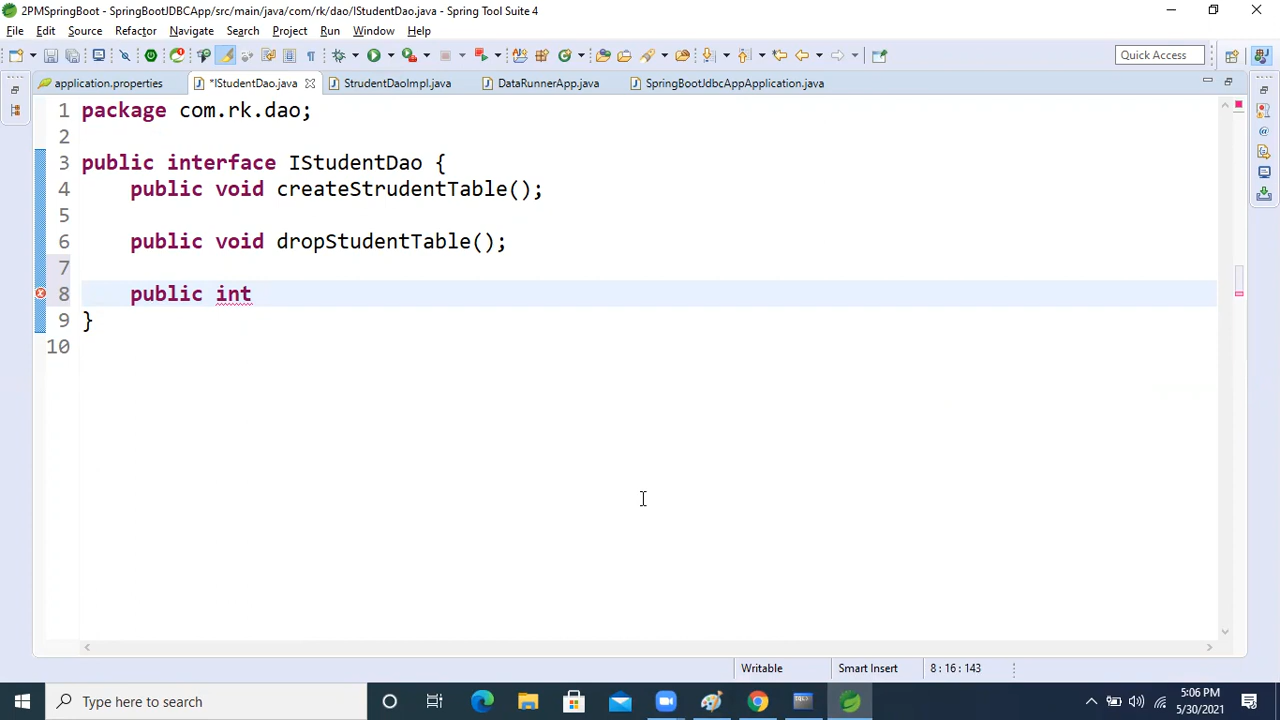 2PMSpringBoot - SpringBootJDBCApp/src/main/java/com/rk/dao/IStudentDao.java - Spring Tool Suite 4
File Edit Source Refactor Navigate Search Project Run Window Help
Quick Access
application.properties *IStudentDao.java StrudentDaoImpl.java DataRunnerApp.java SpringBootJdbcAppApplication.java
1 package com.rk.dao;
2
3 public interface IStudentDao {
4 public void createStrudentTable();
5
6 public void dropStudentTable();
7
8 public int
9 }
10
Writable Smart Insert 8 : 16 : 143
Type here to search
5:06 PM
5/30/2021